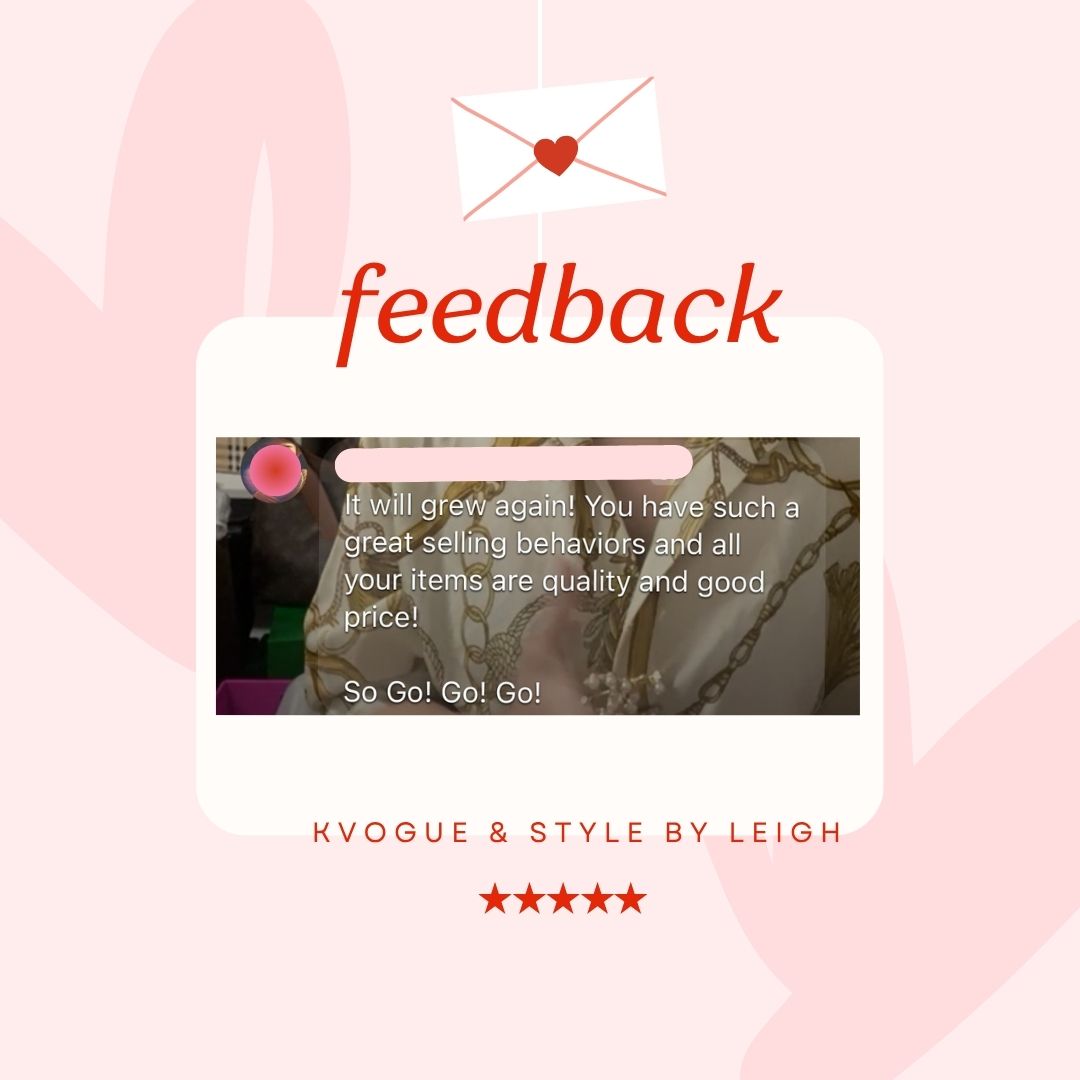 feedback
It will grew again! You have such a
great selling behaviors and all
your items are quality and good
price!
So Go! Go! Go!
KVOGUE & STYLE BY LEIGH